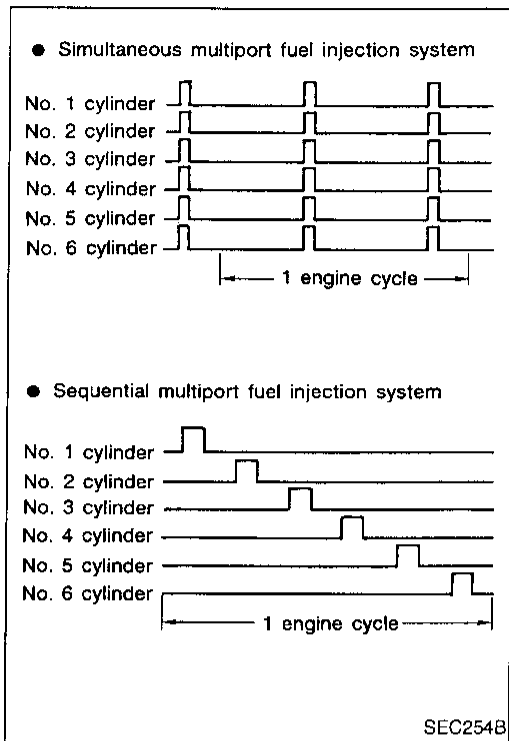 ● Simultaneous multiport fuel injection system
No. 1 cylinder
No. 2 cylinder
No. 3 cylinder
No. 4 cylinder
No. 5 cylinder
No. 6 cylinder
1 engine cycle
● Sequential multiport fuel injection system
No. 1 cylinder
No. 2 cylinder
No. 3 cylinder
No. 4 cylinder
No. 5 cylinder
No. 6 cylinder
1 engine cycle
SEC254B